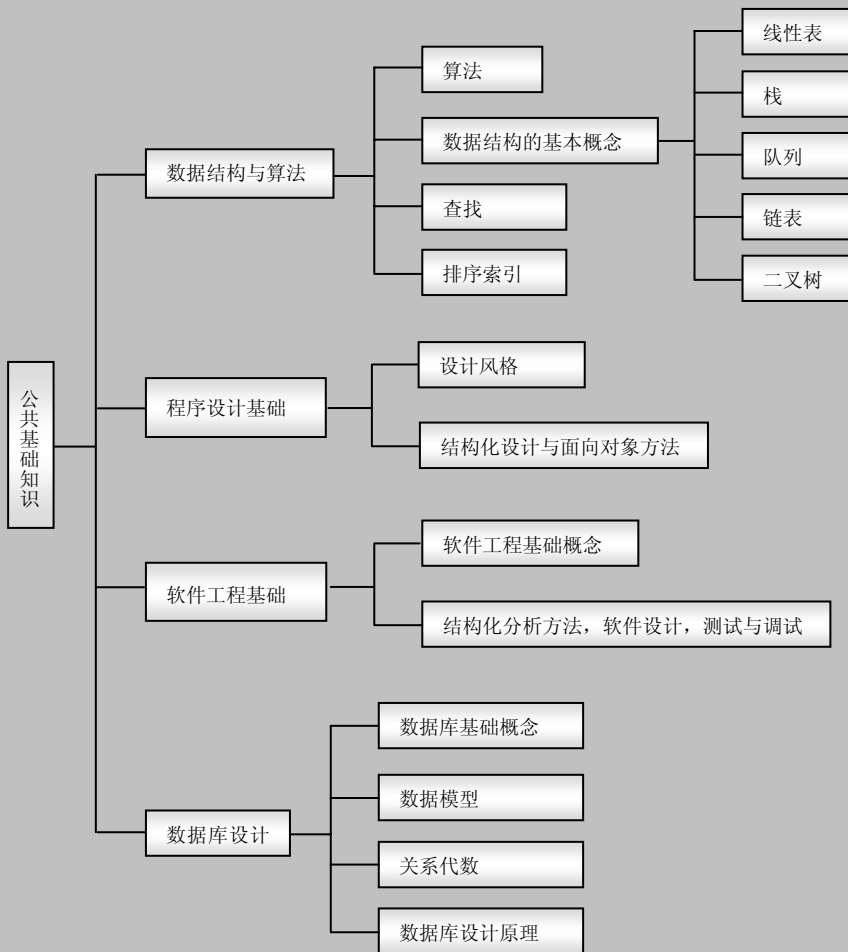 公共基础知识
数据结构与算法
算法
数据结构的基本概念
线性表
栈
队列
链表
二叉树
查找
排序索引
程序设计基础
设计风格
结构化设计与面向对象方法
软件工程基础
软件工程基础概念
结构化分析方法，软件设计，测试与调试
数据库设计
数据库基础概念
数据模型
关系代数
数据库设计原理